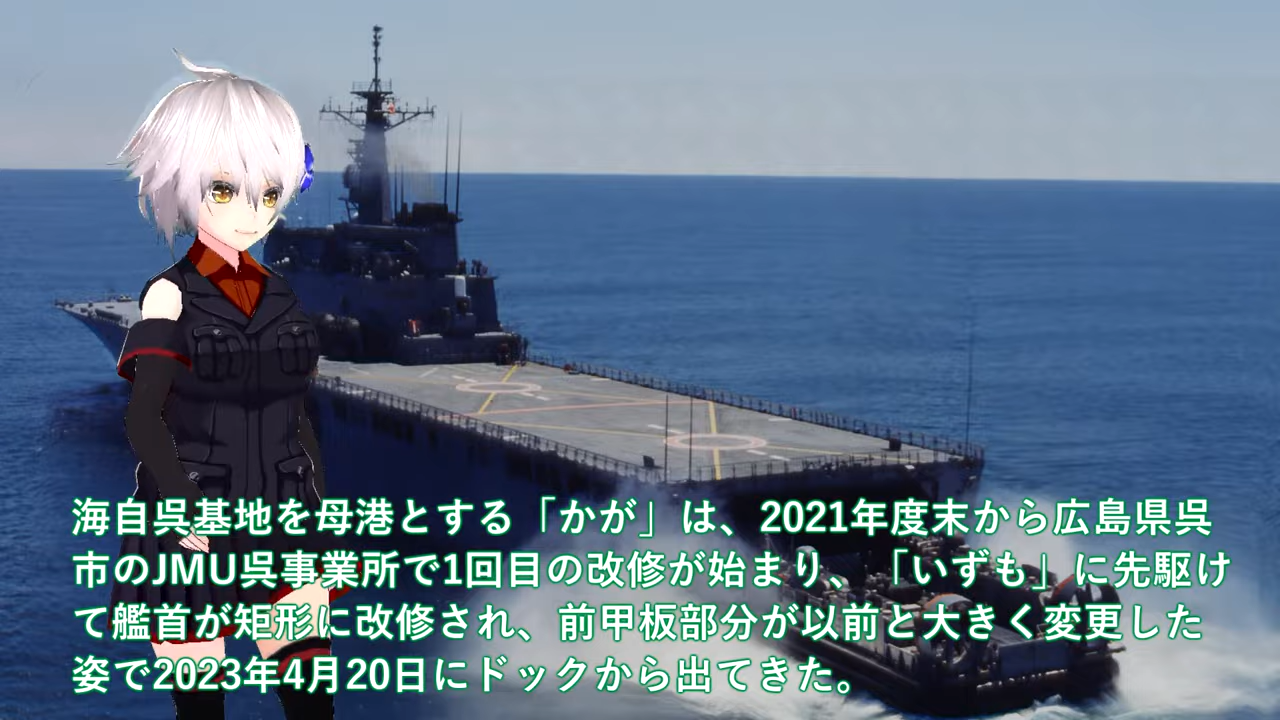 海自呉基地を母港とする「かが」は、2021年度末から広島県呉
市のJMU呉事業所で1回目の改修が始まり、「いずも」に先駆け
て艦首が矩形に改修され、前甲板部分が以前と大きく変更した
姿で2023年4月20日にドックから出てきた。